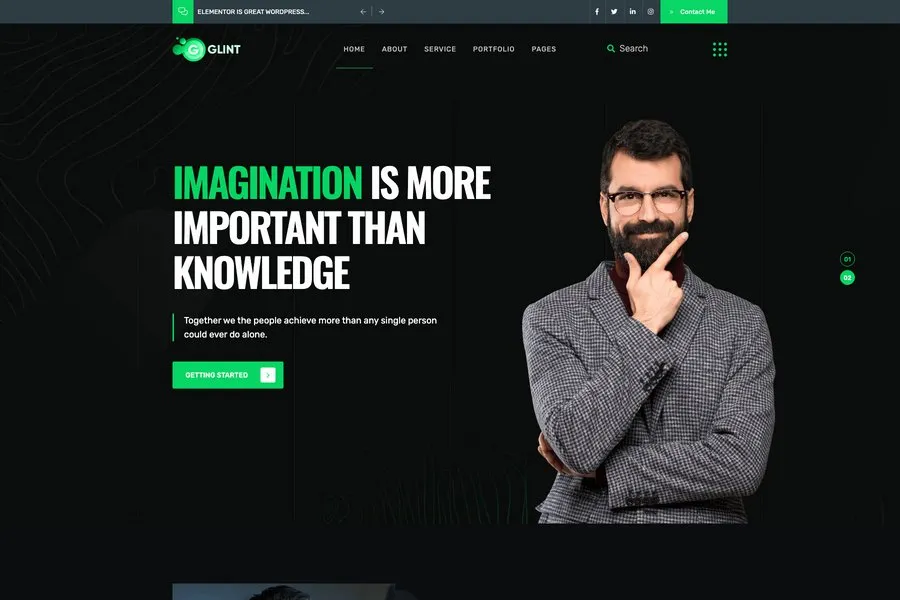 ELEMENTOR IS GREAT WORDPRESS...
Contact Me
G GLINT
HOME ABOUT SERVICE PORTFOLIO PAGES
Search
IMAGINATION IS MORE
IMPORTANT THAN
KNOWLEDGE
01
02
Together we the people achieve more than any single person
could ever do alone.
GETTING STARTED